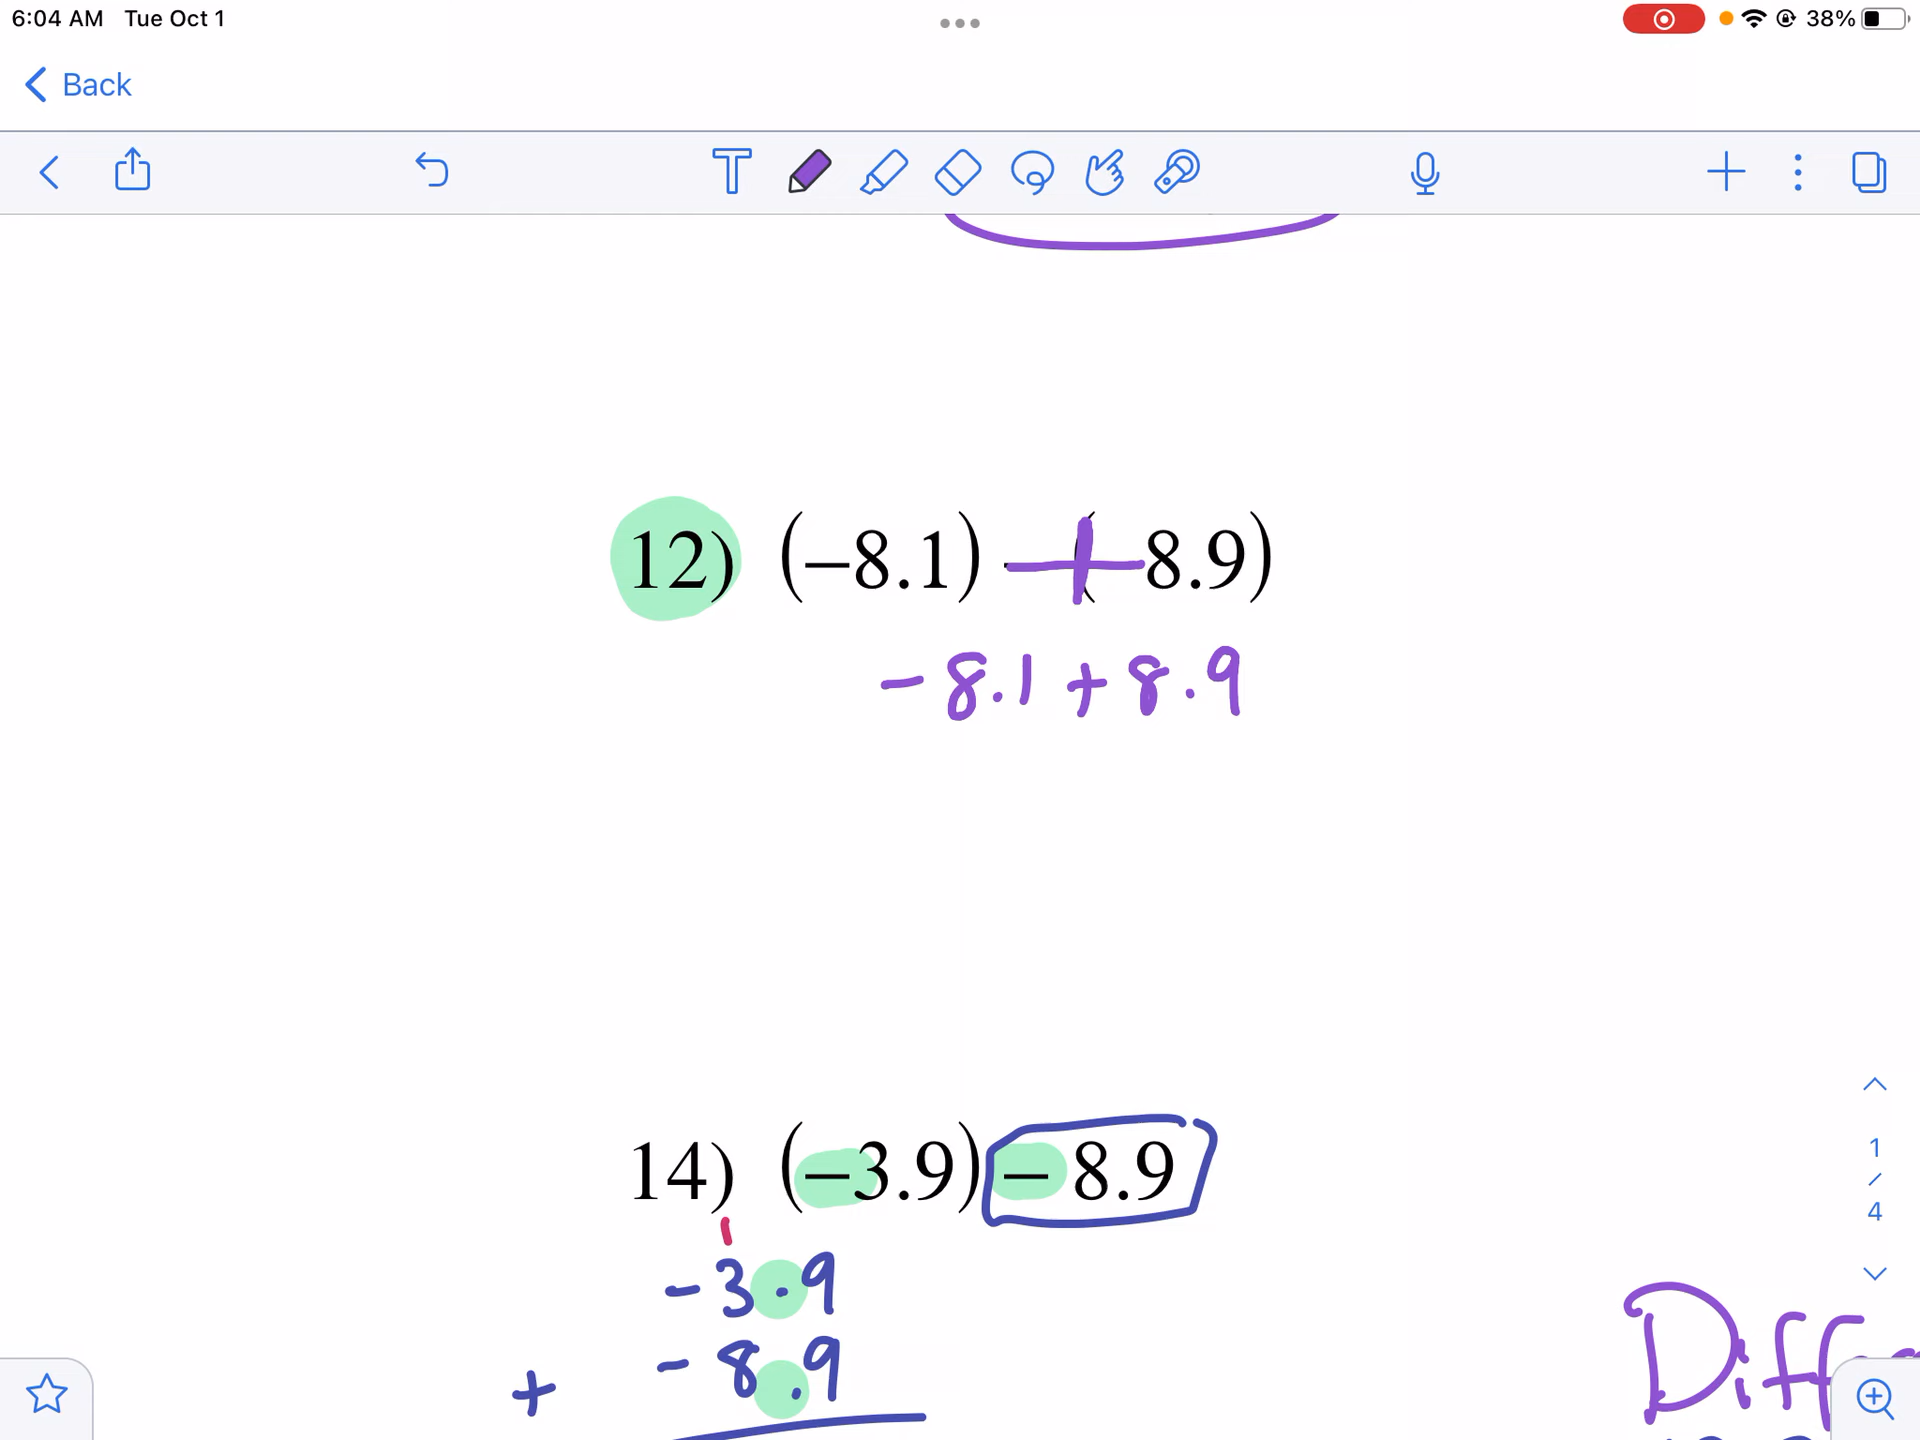 6:04 AM Tue Oct 1
38%
Back
12) (−8.1) − (−8.9)
-8.1 + 8.9
14) (−3.9) − 8.9
-3.9
-8.9
+
1
/
4